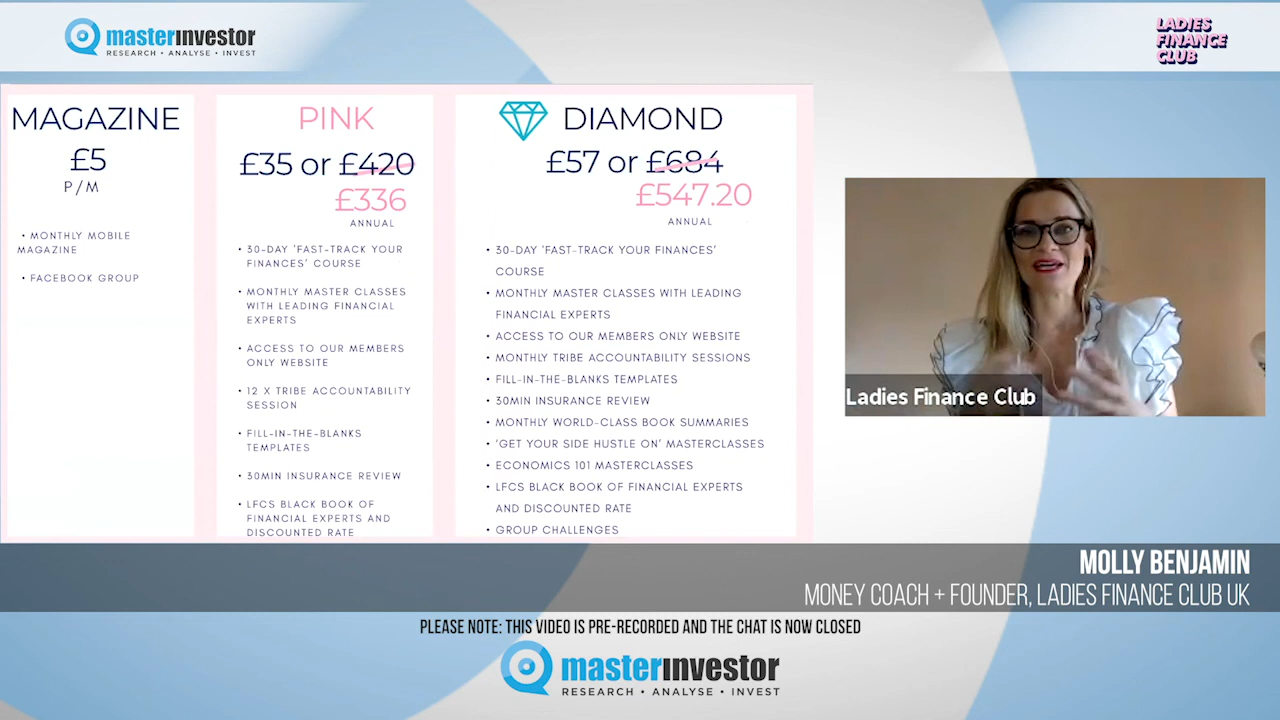 masterinvestor
RESEARCH • ANALYSE • INVEST
LADIES
FINANCE
CLUB
MAGAZINE
£5
P/M
• MONTHLY MOBILE
MAGAZINE
• FACEBOOK GROUP
PINK
£35 or £420
£336
ANNUAL
• 30-DAY 'FAST-TRACK YOUR
FINANCES' COURSE
• MONTHLY MASTER CLASSES
WITH LEADING FINANCIAL
EXPERTS
• ACCESS TO OUR MEMBERS
ONLY WEBSITE
• 12 X TRIBE ACCOUNTABILITY
SESSION
• FILL-IN-THE-BLANKS
TEMPLATES
• 30MIN INSURANCE REVIEW
• LFCS BLACK BOOK OF
FINANCIAL EXPERTS AND
DISCOUNTED RATE
DIAMOND
£57 or £684
£547.20
ANNUAL
• 30-DAY 'FAST-TRACK YOUR FINANCES'
COURSE
• MONTHLY MASTER CLASSES WITH LEADING
FINANCIAL EXPERTS
• ACCESS TO OUR MEMBERS ONLY WEBSITE
• MONTHLY TRIBE ACCOUNTABILITY SESSIONS
• FILL-IN-THE-BLANKS TEMPLATES
• 30MIN INSURANCE REVIEW
• MONTHLY WORLD-CLASS BOOK SUMMARIES
• 'GET YOUR SIDE HUSTLE ON' MASTERCLASSES
• ECONOMICS 101 MASTERCLASSES
• LFCS BLACK BOOK OF FINANCIAL EXPERTS
AND DISCOUNTED RATE
• GROUP CHALLENGES
Ladies Finance Club
MOLLY BENJAMIN
MONEY COACH + FOUNDER, LADIES FINANCE CLUB UK
PLEASE NOTE: THIS VIDEO IS PRE-RECORDED AND THE CHAT IS NOW CLOSED
masterinvestor
RESEARCH • ANALYSE • INVEST